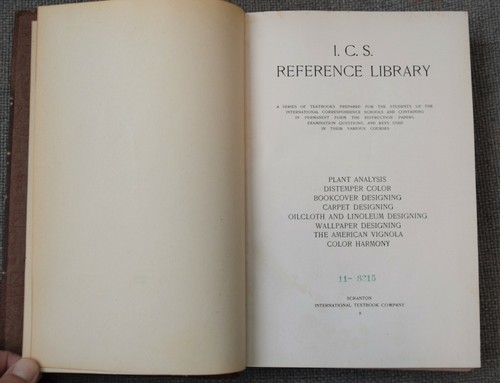 I. C. S.
REFERENCE LIBRARY
A SERIES OF TEXTBOOKS PREPARED FOR THE STUDENTS OF THE
INTERNATIONAL CORRESPONDENCE SCHOOLS AND CONTAINING
IN PERMANENT FORM THE INSTRUCTION PAPERS,
EXAMINATION QUESTIONS, AND KEYS USED
IN THEIR VARIOUS COURSES
PLANT ANALYSIS
DISTEMPER COLOR
BOOKCOVER DESIGNING
CARPET DESIGNING
OILCLOTH AND LINOLEUM DESIGNING
WALLPAPER DESIGNING
THE AMERICAN VIGNOLA
COLOR HARMONY
SCRANTON
INTERNATIONAL TEXTBOOK COMPANY